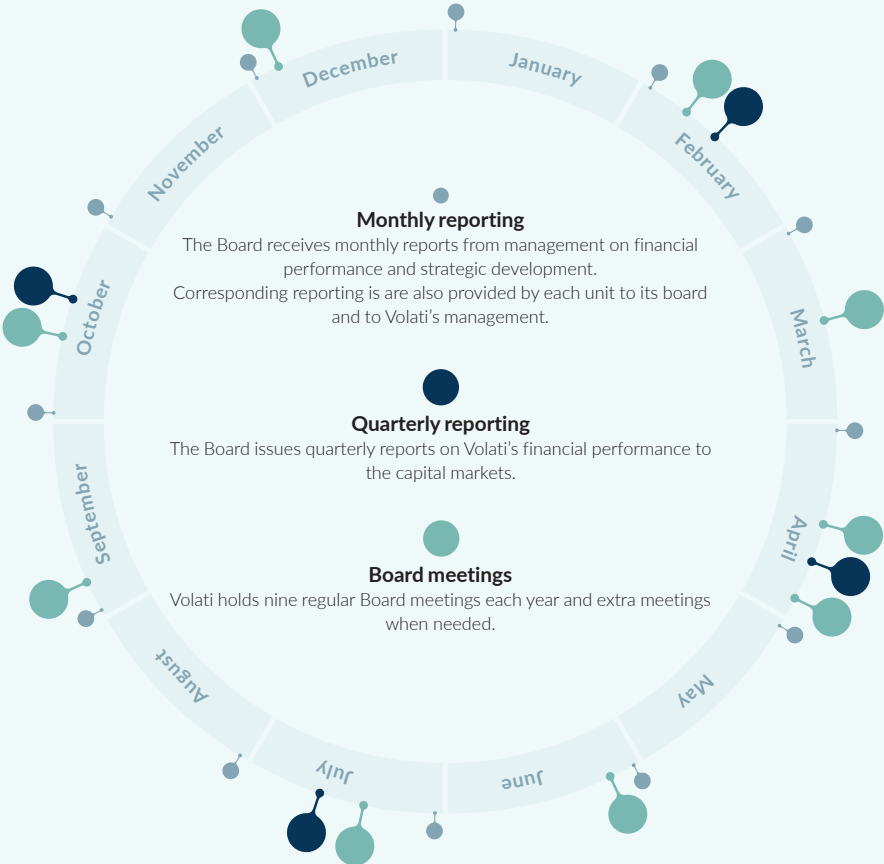 December
January
November
February
October
March
September
April
August
May
July
June
Monthly reporting
The Board receives monthly reports from management on financial
performance and strategic development.
Corresponding reporting is are also provided by each unit to its board
and to Volati’s management.
Quarterly reporting
The Board issues quarterly reports on Volati’s financial performance to
the capital markets.
Board meetings
Volati holds nine regular Board meetings each year and extra meetings
when needed.